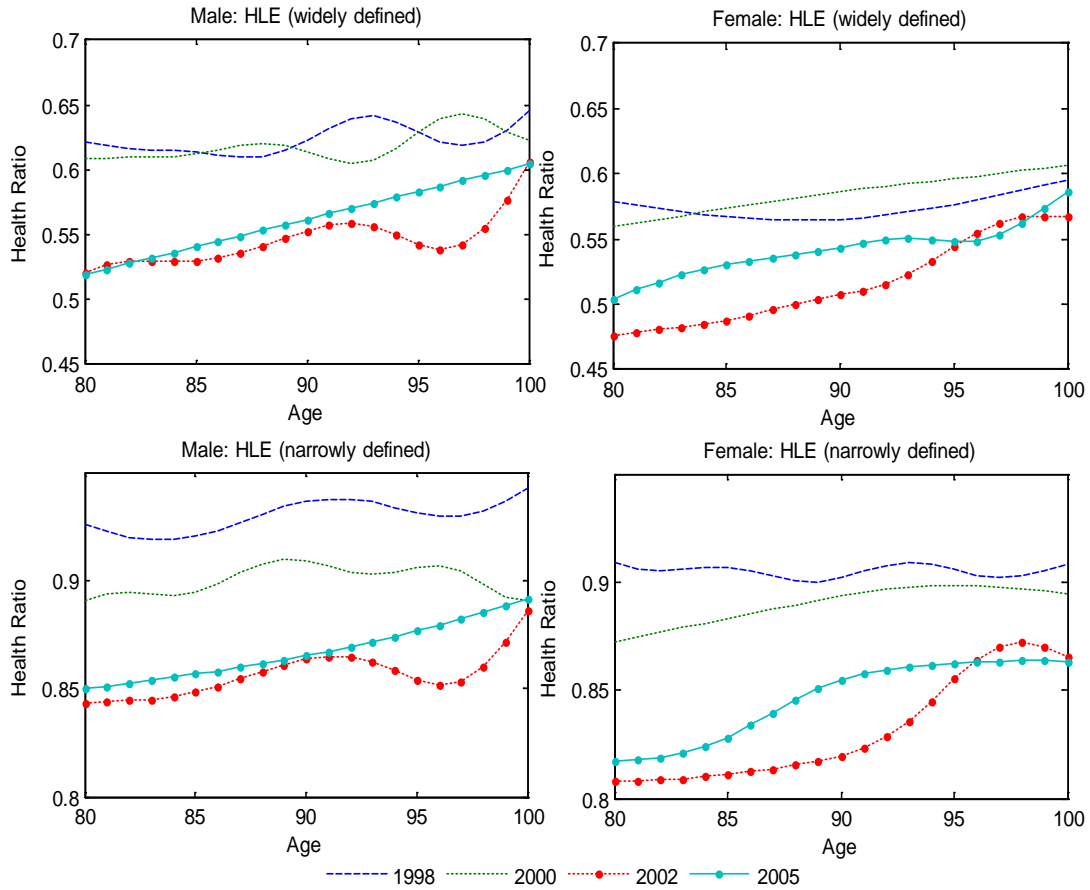 Male: HLE (widely defined)
0.7
0.65
0.6
0.55
0.5
0.45
Health Ratio
80 85 90 95 100
Age
Female: HLE (widely defined)
0.7
0.65
0.6
0.55
0.5
0.45
Health Ratio
80 85 90 95 100
Age
Male: HLE (narrowly defined)
0.9
0.85
0.8
Health Ratio
80 85 90 95 100
Age
Female: HLE (narrowly defined)
0.9
0.85
0.8
Health Ratio
80 85 90 95 100
Age
1998 2000 2002 2005